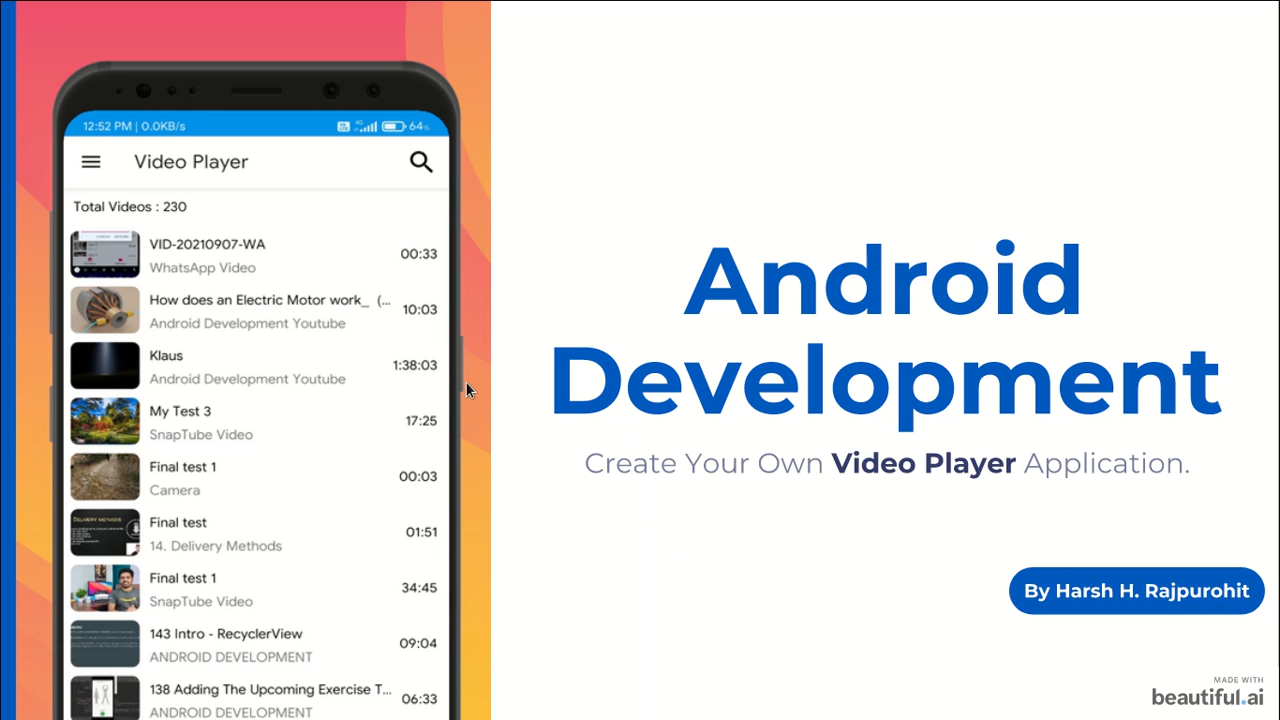 12:52 PM | 0.0KB/s
4G
64%
Video Player
Total Videos : 230
VID-20210907-WA
WhatsApp Video
00:33
How does an Electric Motor work_ (...
Android Development Youtube
10:03
Klaus
Android Development Youtube
1:38:03
My Test 3
SnapTube Video
17:25
Final test 1
Camera
00:03
DELIVERY METHODS
Final test
14. Delivery Methods
01:51
Final test 1
SnapTube Video
34:45
143 Intro - RecyclerView
ANDROID DEVELOPMENT
09:04
138 Adding The Upcoming Exercise T...
ANDROID DEVELOPMENT
06:33
Android
Development
Create Your Own Video Player Application.
By Harsh H. Rajpurohit
MADE WITH
beautiful.ai